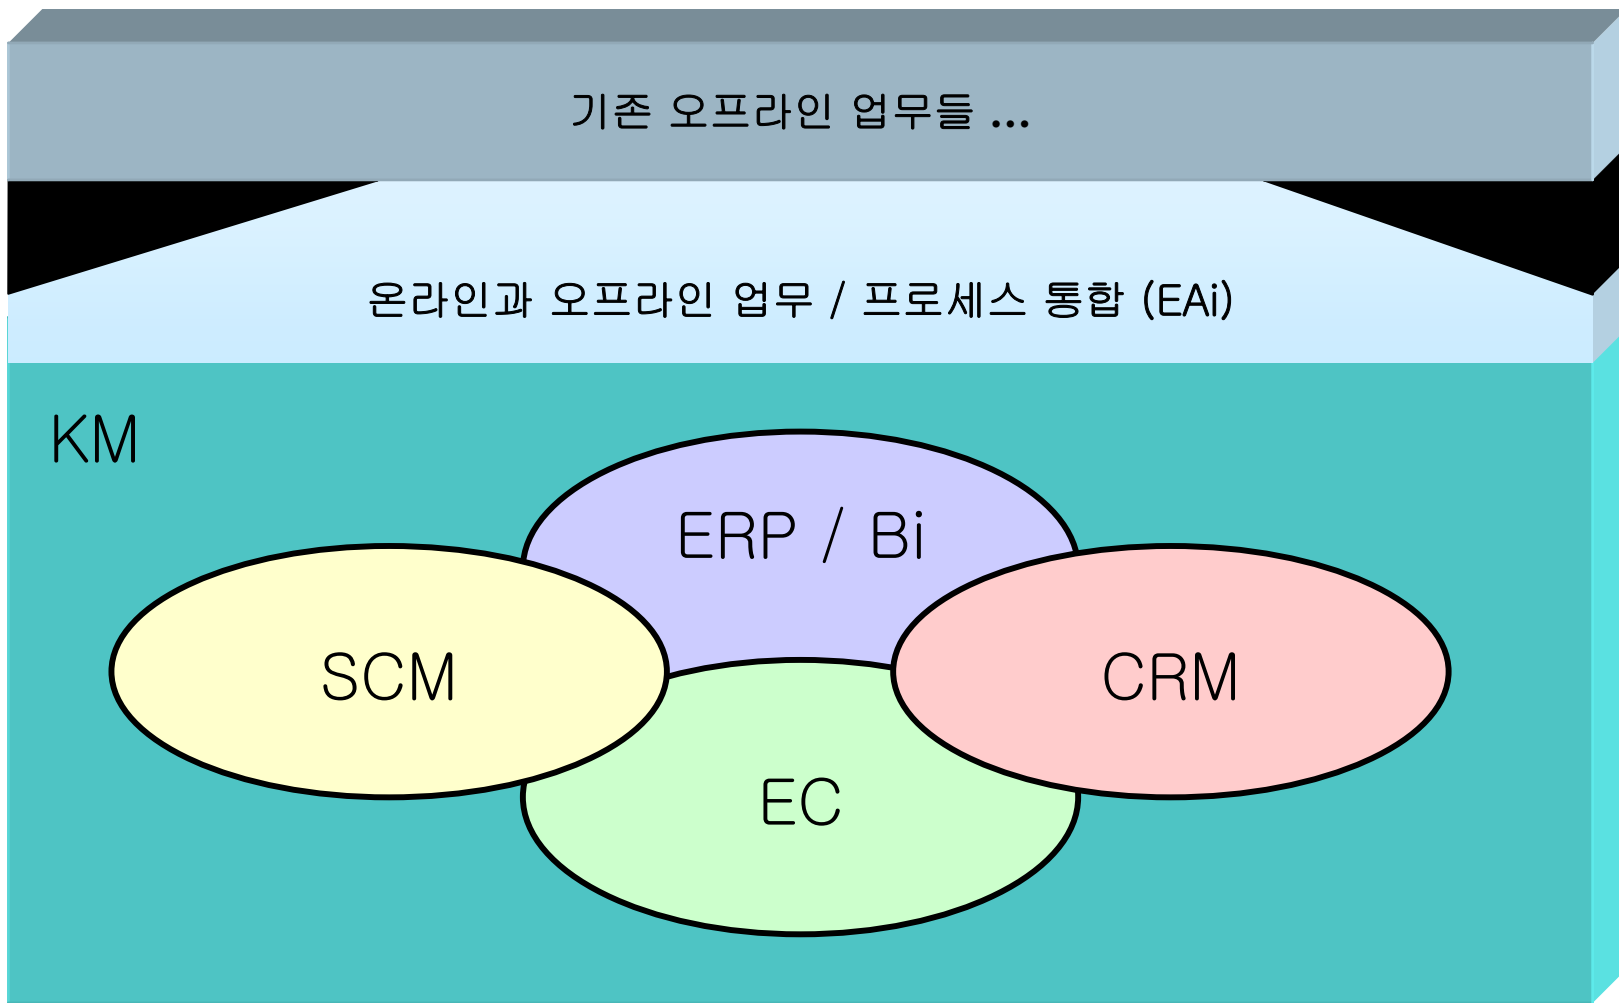 기존 오프라인 업무들 ...
온라인과 오프라인 업무 / 프로세스 통합 (EAi)
KM
ERP / Bi
SCM
CRM
EC